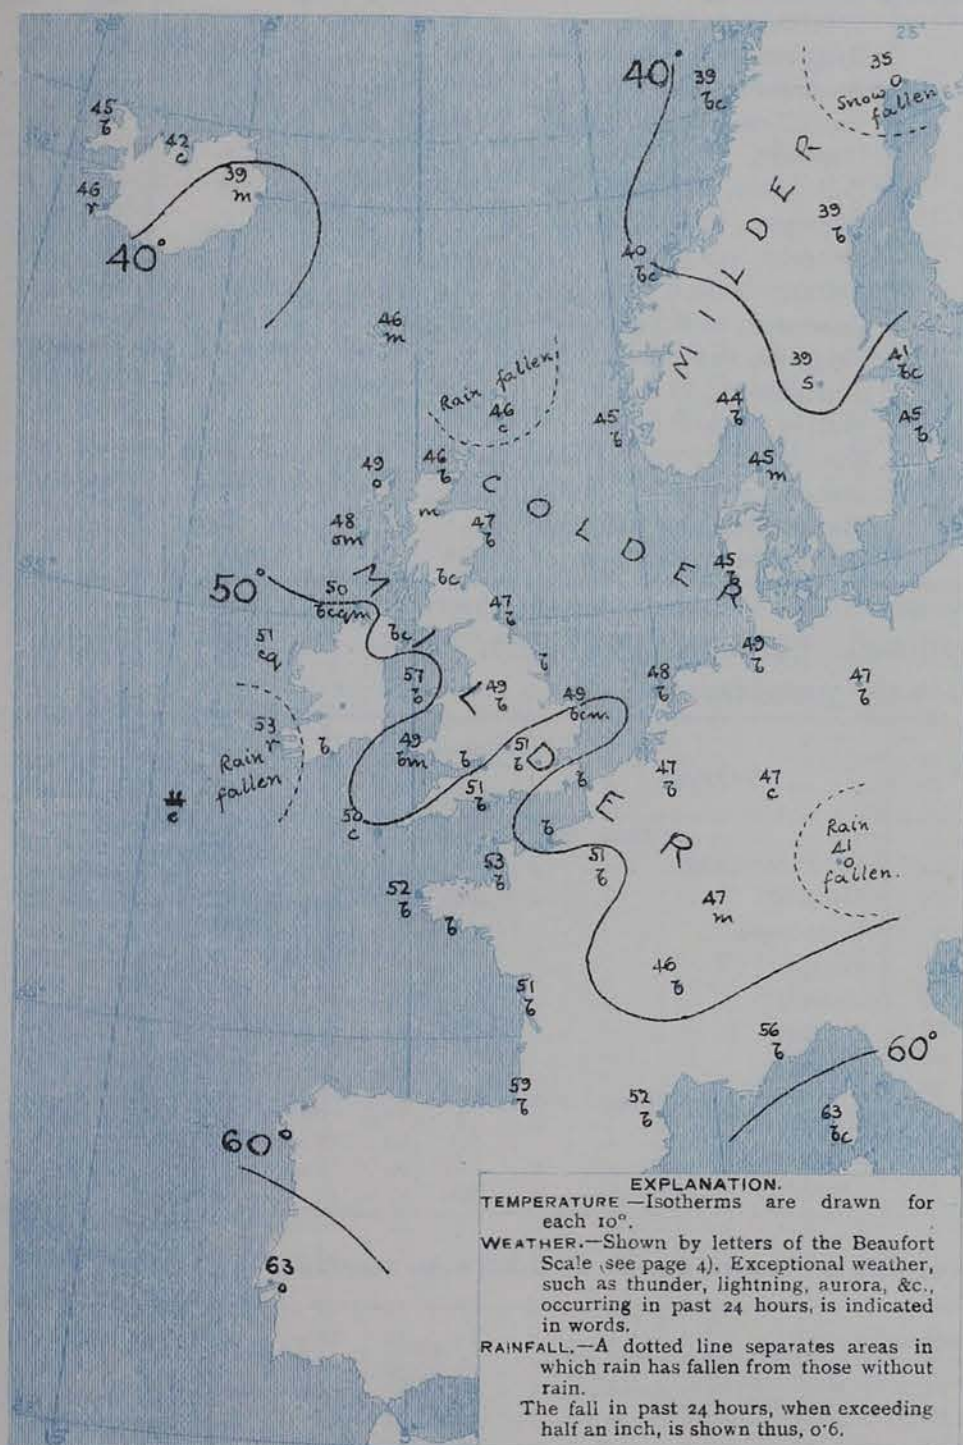 40°
39
bc
35
o
Snow
fallen
45
b
42
c
39
m
46
r
40°
39
b
40
bc
MILDER
46
m
39
s
41
bc
Rain fallen
46
c
45
b
44
b
45
b
49
o
46
b
45
m
m
COLDER
48
om
47
b
45
b
50°
50
bcqm
bc
47
b
51
cq
bc
b
49
b
57
b
MILDER
49
b
49
bcm
48
b
47
b
53
r
Rain
fallen
b
49
bm
b
51
b
b
47
b
47
c
c
51
b
50
c
b
Rain
41
o
fallen.
53
b
51
b
52
b
b
47
m
46
b
51
b
56
b
60°
59
b
52
b
63
bc
60°
63
o
EXPLANATION.
TEMPERATURE—Isotherms are drawn for
each 10°.
WEATHER.—Shown by letters of the Beaufort
Scale (see page 4). Exceptional weather,
such as thunder, lightning, aurora, &c.,
occurring in past 24 hours, is indicated
in words.
RAINFALL.—A dotted line separates areas in
which rain has fallen from those without
rain.
The fall in past 24 hours, when exceeding
half an inch, is shown thus, 0·6.